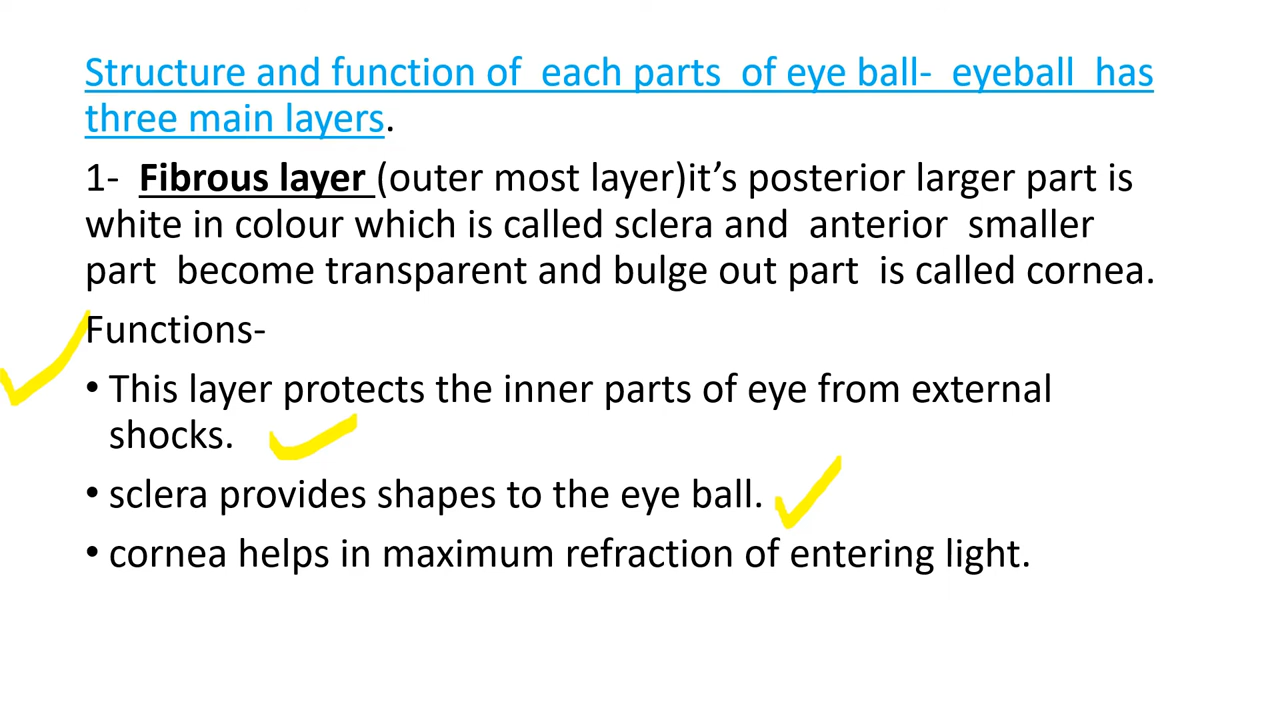 Structure and function of  each parts  of eye ball-  eyeball  has
three main layers.
1-  Fibrous layer (outer most layer)it’s posterior larger part is
white in colour which is called sclera and  anterior  smaller
part  become transparent and bulge out part  is called cornea.
Functions-
• This layer protects the inner parts of eye from external
shocks.
• sclera provides shapes to the eye ball.
• cornea helps in maximum refraction of entering light.